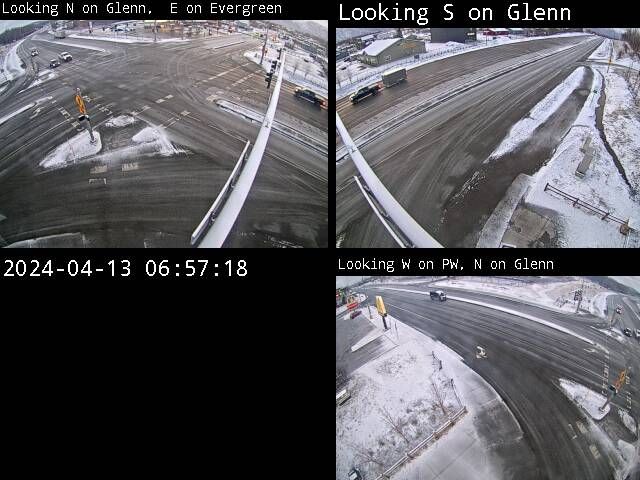 Looking N on Glenn,  E on Evergreen
Looking S on Glenn
2024-04-13 06:57:18
Looking W on PW, N on Glenn